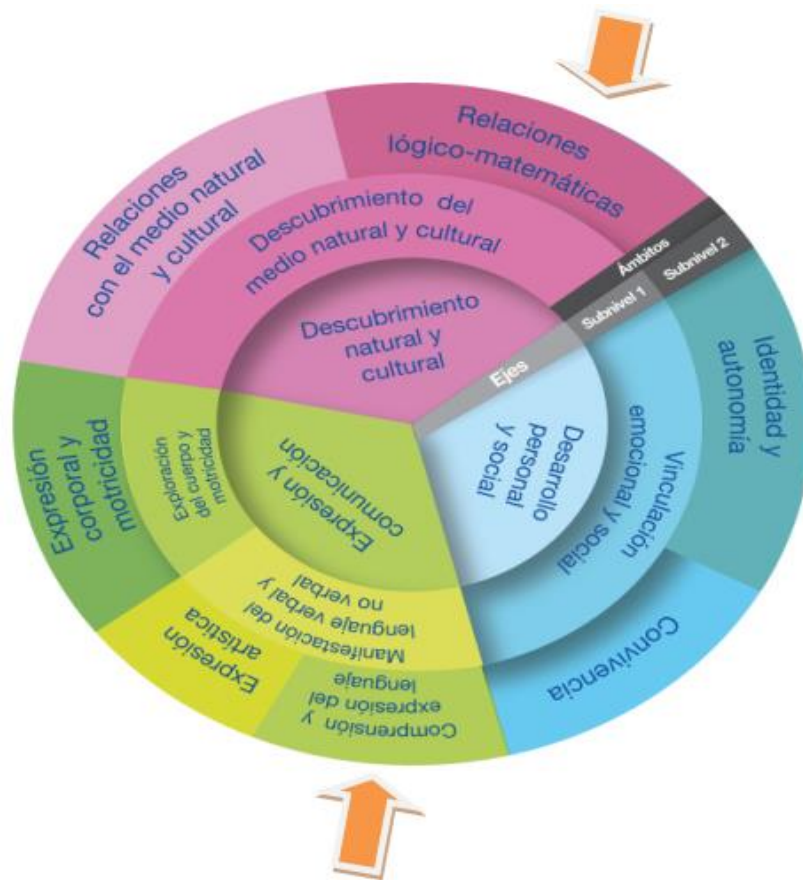 Relaciones
lógico-matemáticas
Relaciones
con el medio natural
y cultural
Descubrimiento del
medio natural y cultural
Descubrimiento
natural y
cultural
Ámbitos
Subnivel 2
Subnivel 1
Ejes
Identidad y
autonomía
Vinculación
emocional y social
Desarrollo
personal
y social
Convivencia
Expresión y
comunicación
Exploración
del cuerpo y
motricidad
Expresión
corporal y
motricidad
Manifestación del
lenguaje verbal y
no verbal
Expresión
artística
Comprensión y
expresión del
lenguaje